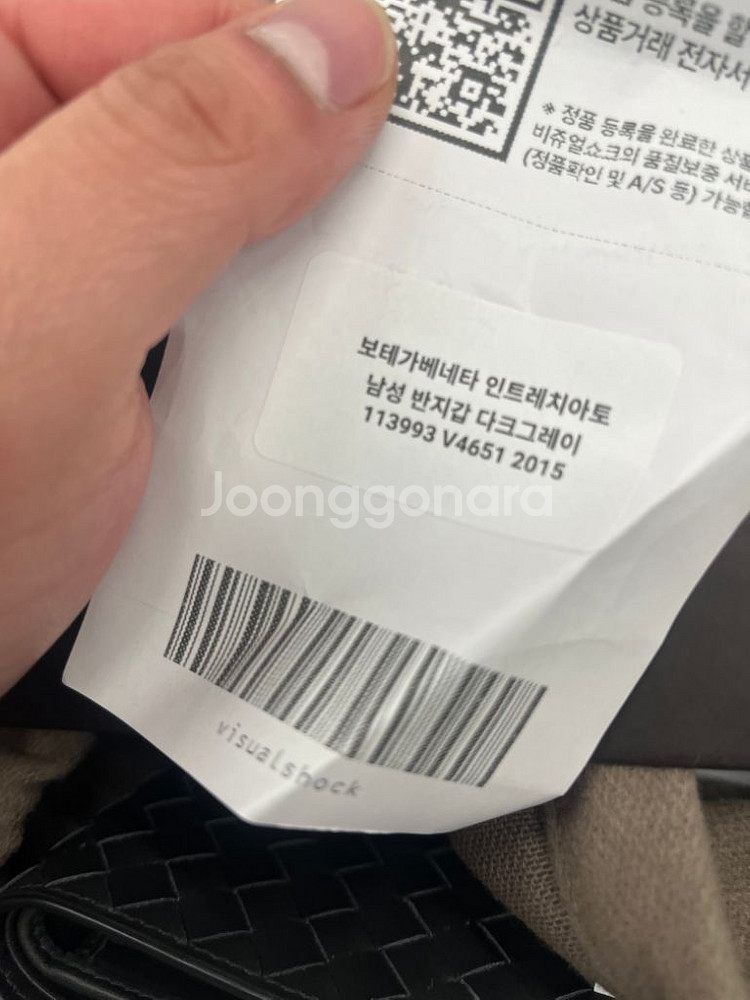 상품거래 전자서
* 정품 등록을 완료한 상품
비쥬얼쇼크의 품질보증 서비
(정품확인 및 A/S 등) 가능합
보테가베네타 인트레치아토
남성 반지갑 다크그레이
113993 V4651 2015
Joonggonara
visualshock